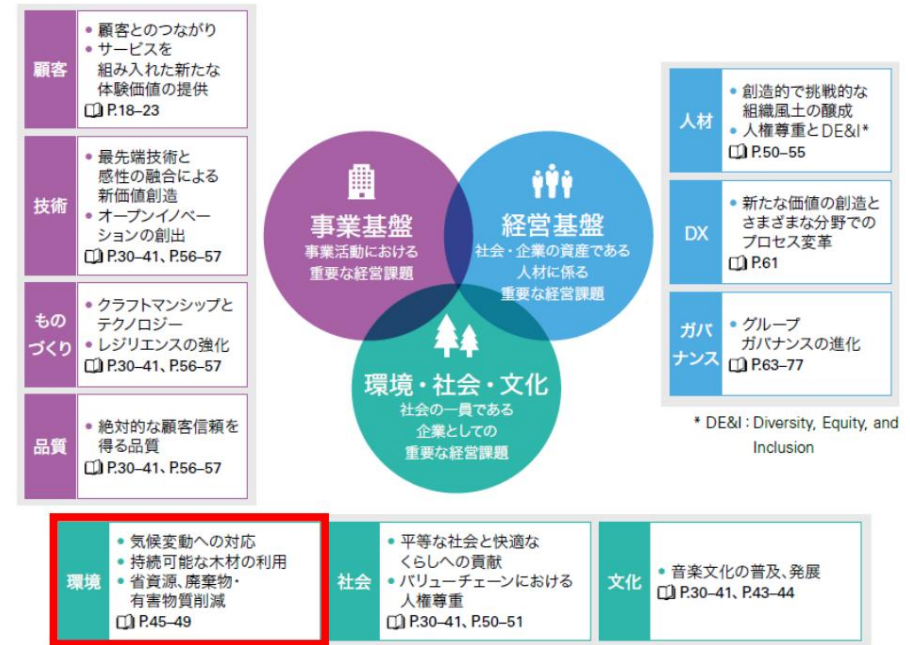 顧客
• 顧客とのつながり
• サービスを
組み入れた新たな
体験価値の提供
P.18–23
技術
• 最先端技術と
感性の融合による
新価値創造
• オープンイノベー
ションの創出
P.30–41、P.56–57
もの
づくり
• クラフトマンシップと
テクノロジー
• レジリエンスの強化
P.30–41、P.56–57
品質
• 絶対的な顧客信頼を
得る品質
P.30–41、P.56–57
事業基盤
事業活動における
重要な経営課題
経営基盤
社会・企業の資産である
人材に係る
重要な経営課題
環境・社会・文化
社会の一員である
企業としての
重要な経営課題
人材
• 創造的で挑戦的な
組織風土の醸成
• 人権尊重とDE&I*
P.50–55
DX
• 新たな価値の創造と
さまざまな分野での
プロセス変革
P.61
ガバ
ナンス
• グループ
ガバナンスの進化
P.63–77
* DE&I：Diversity, Equity, and
Inclusion
環境
• 気候変動への対応
• 持続可能な木材の利用
• 省資源、廃棄物・
有害物質削減
P.45–49
社会
• 平等な社会と快適な
くらしへの貢献
• バリューチェーンにおける
人権尊重
P.30–41、P.50–51
文化
• 音楽文化の普及、発展
P.30–41、P.43–44